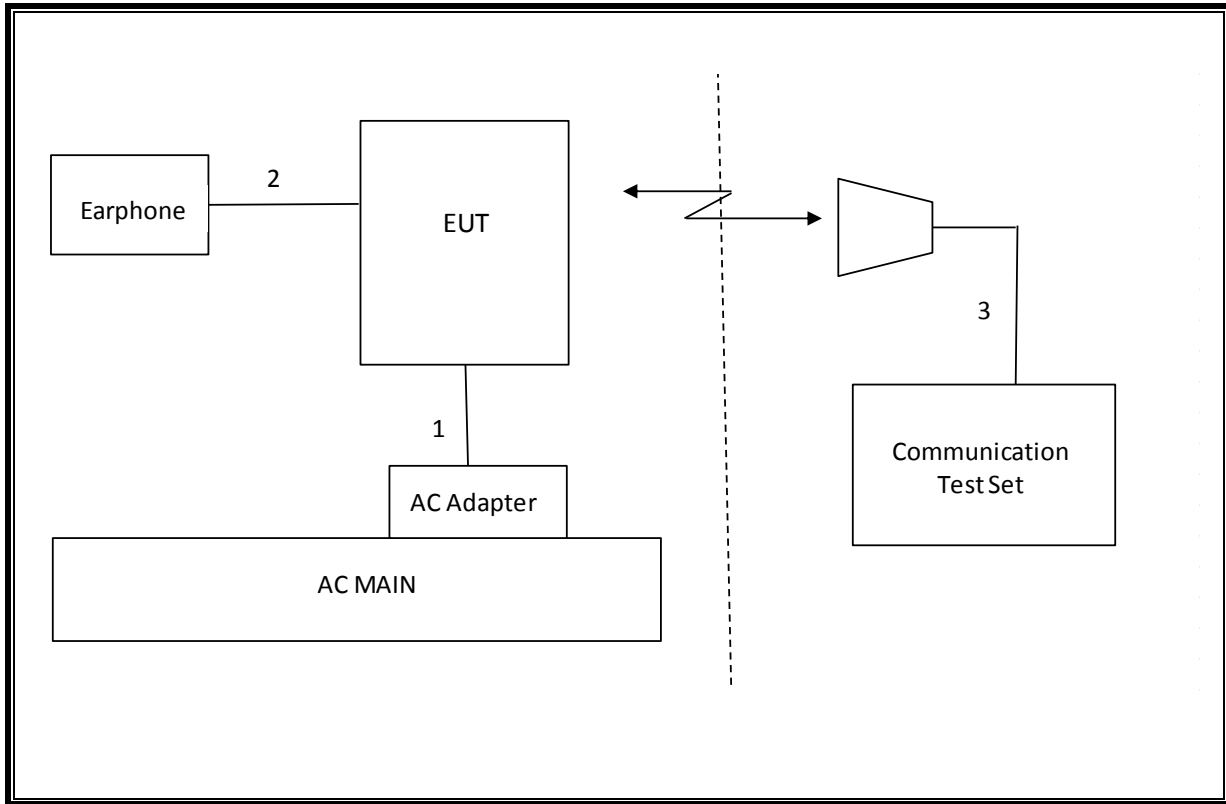 2
Earphone
EUT
3
1
Communication
Test Set
AC Adapter
AC MAIN